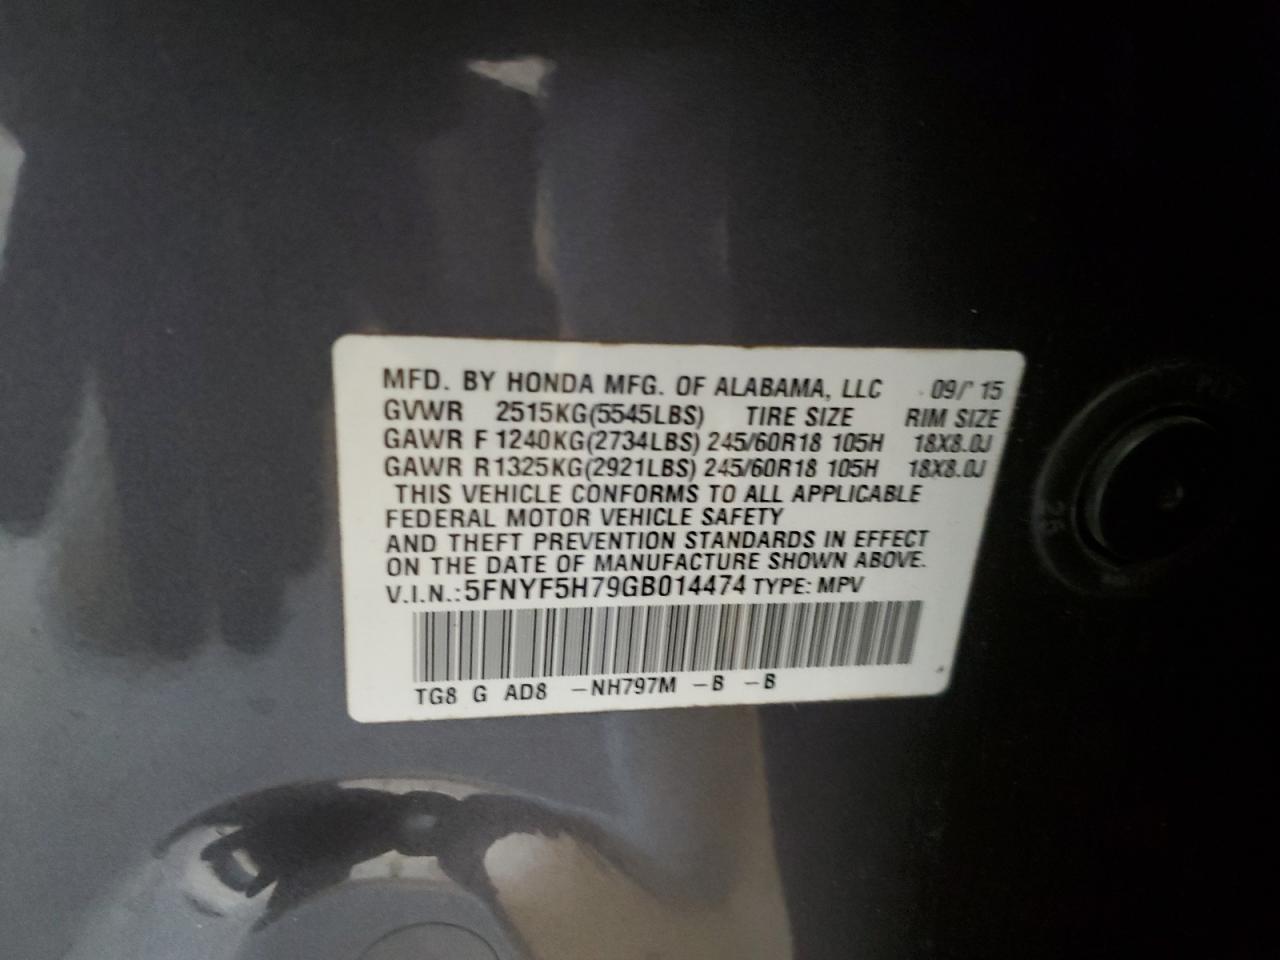 MFD. BY HONDA MFG. OF ALABAMA, LLC 09/ 15
GVWR 2515KG(5545LBS) TIRE SIZE RIM SIZE
GAWR F 1240KG(2734LBS) 245/60R18 105H 18X8.0J
GAWR R1325KG(2921LBS) 245/60R18 105H 18X8.0J
THIS VEHICLE CONFORMS TO ALL APPLICABLE
FEDERAL MOTOR VEHICLE SAFETY
AND THEFT PREVENTION STANDARDS IN EFFECT
ON THE DATE OF MANUFACTURE SHOWN ABOVE.
V.I.N.:5FNYF5H79GB014474 TYPE: MPV
TG8 G AD8 -NH797M -B -B